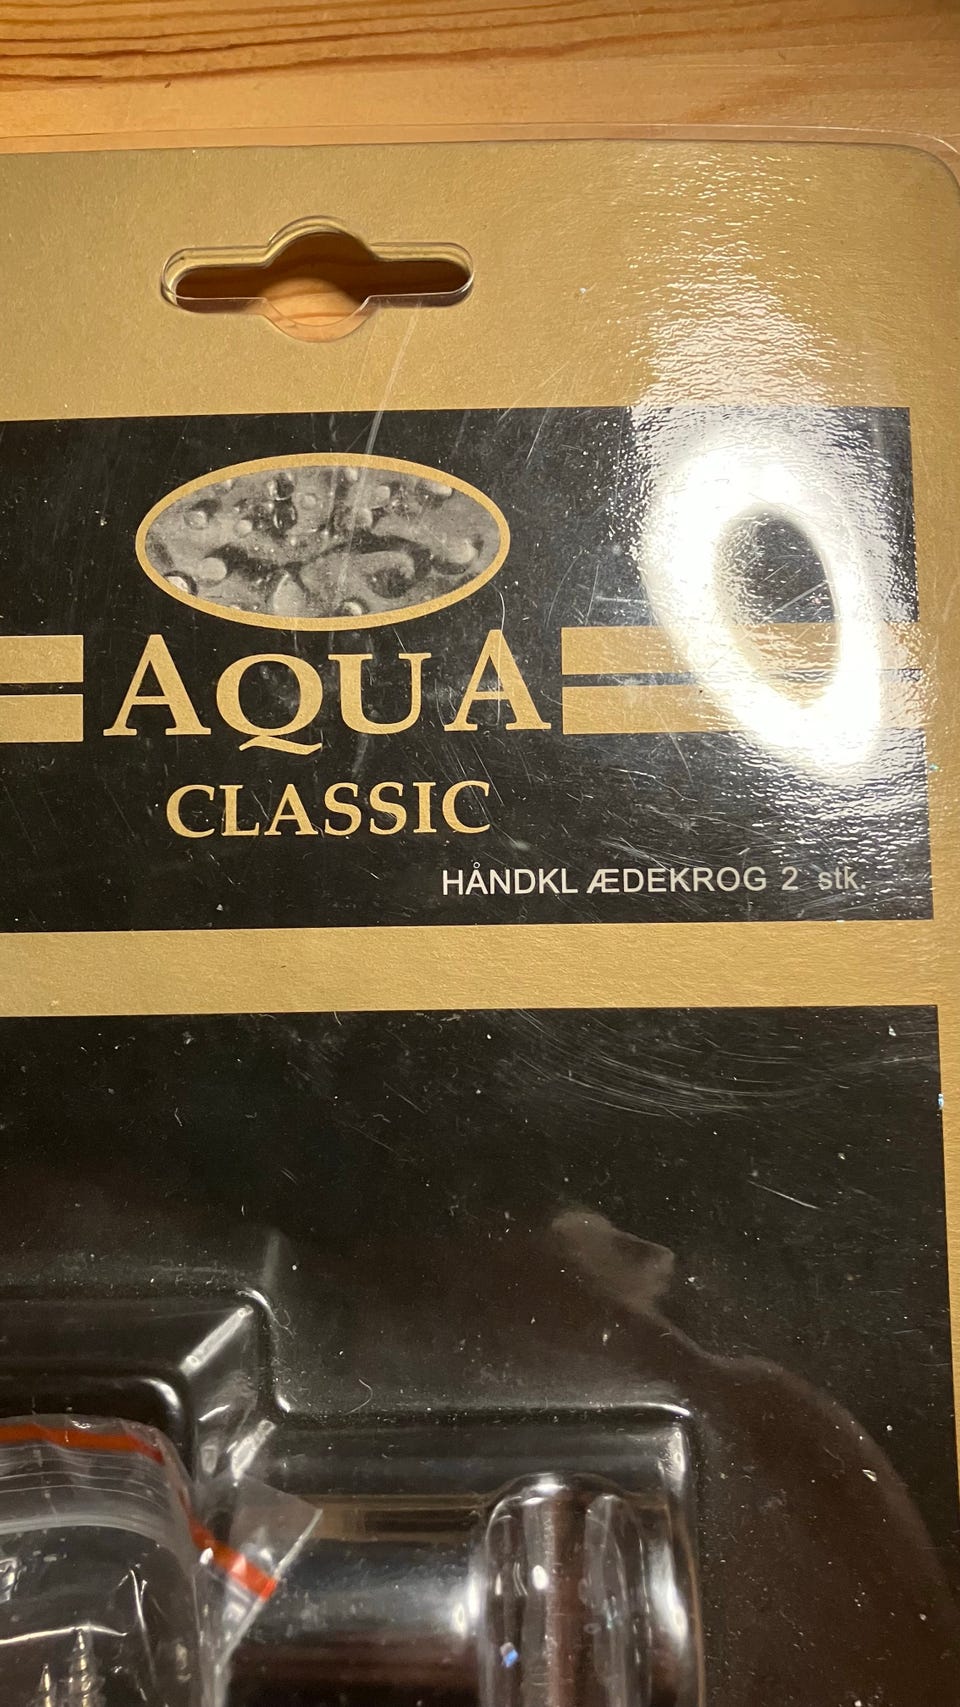 AQUA
CLASSIC
HÅNDKL ÆDEKROG 2 stk.